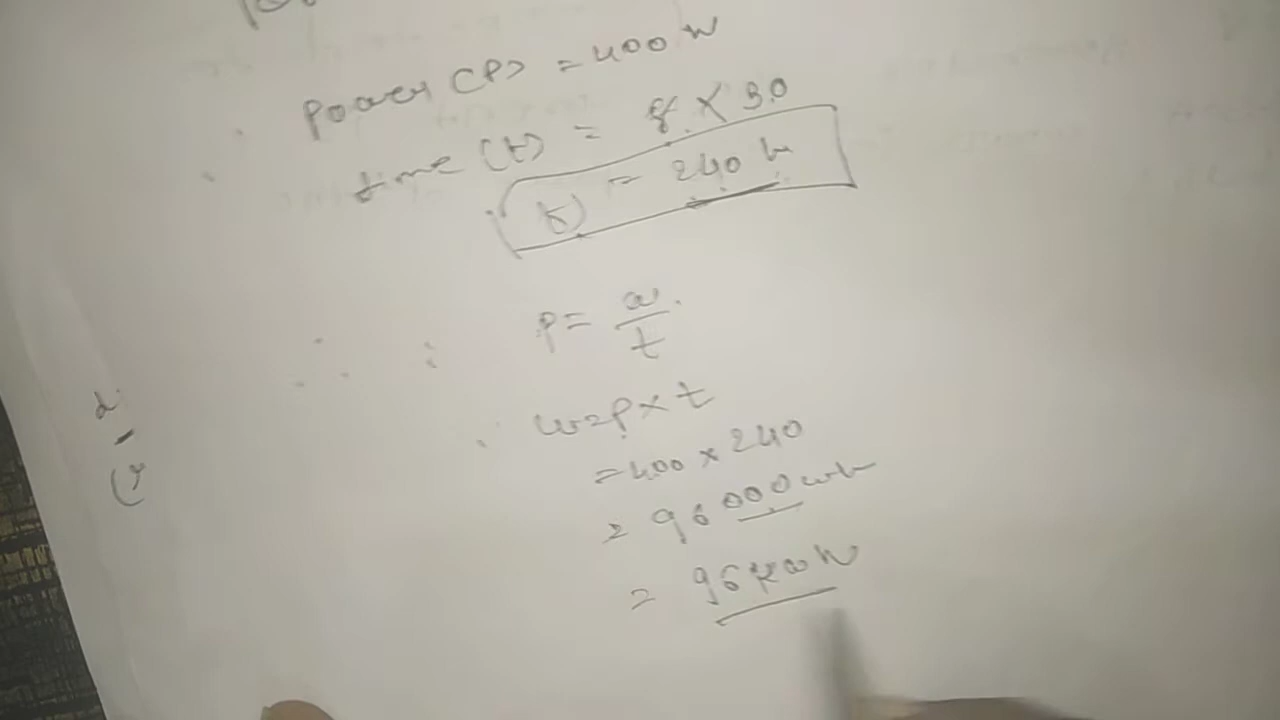 Power (P) = 400 W
time (t) = 8 × 30
t) = 240 h
P = w/t
w = P × t
= 400 × 240
= 96000 wh
= 96 kwh